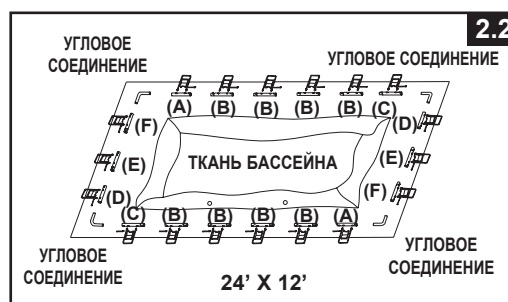 2.2
УГЛОВОЕ
СОЕДИНЕНИЕ
УГЛОВОЕ СОЕДИНЕНИЕ
(A) (B) (B) (B) (B) (C)
(F) (D)
(E) ТКАНЬ БАССЕЙНА (E)
(D) (F)
(C) (B) (B) (B) (B) (A)
УГЛОВОЕ
СОЕДИНЕНИЕ
24’ X 12’
УГЛОВОЕ
СОЕДИНЕНИЕ